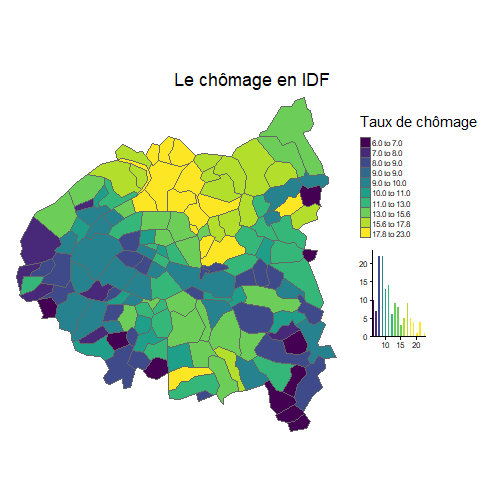 Le chômage en IDF
Taux de chômage
6.0 to 7.0
7.0 to 8.0
8.0 to 9.0
9.0 to 9.0
9.0 to 10.0
10.0 to 11.0
11.0 to 13.0
13.0 to 15.6
15.6 to 17.8
17.8 to 23.0
20
15
10
5
0
10 15 20